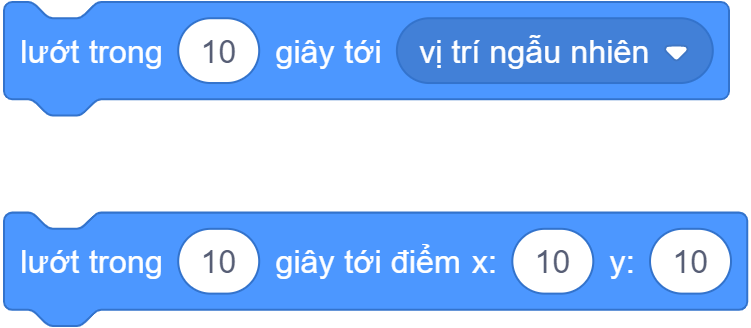 lướt trong 10 giây tới vị trí ngẫu nhiên
lướt trong 10 giây tới điểm x: 10 y: 10